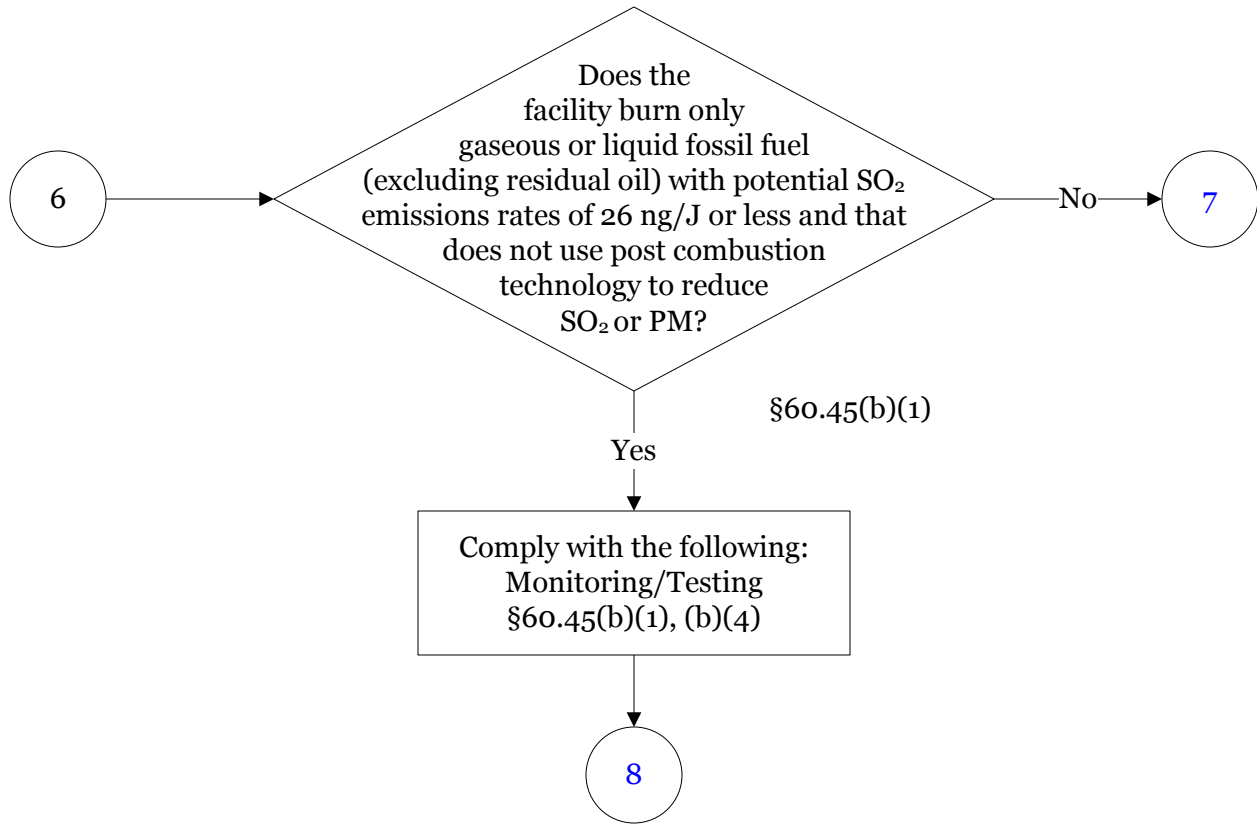 Does the
facility burn only
gaseous or liquid fossil fuel
(excluding residual oil) with potential SO₂
emissions rates of 26 ng/J or less and that
does not use post combustion
technology to reduce
SO₂ or PM?
6
No
7
§60.45(b)(1)
Yes
Comply with the following:
Monitoring/Testing
§60.45(b)(1), (b)(4)
8